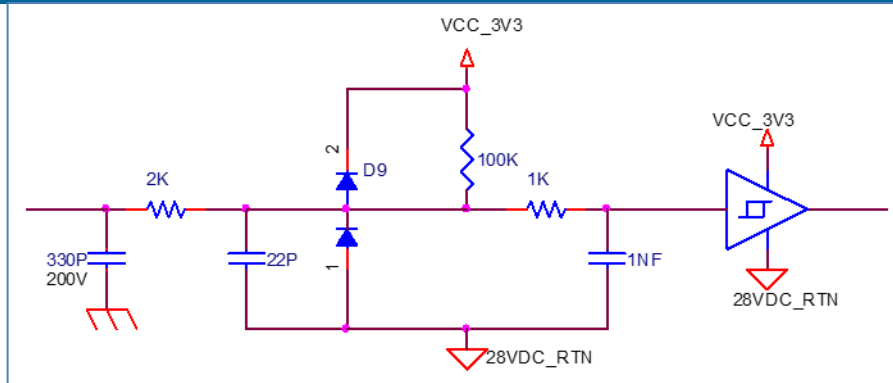 VCC_3V3
VCC_3V3
2
D9
100K
1K
2K
330P
200V
22P
1
1NF
28VDC_RTN
28VDC_RTN